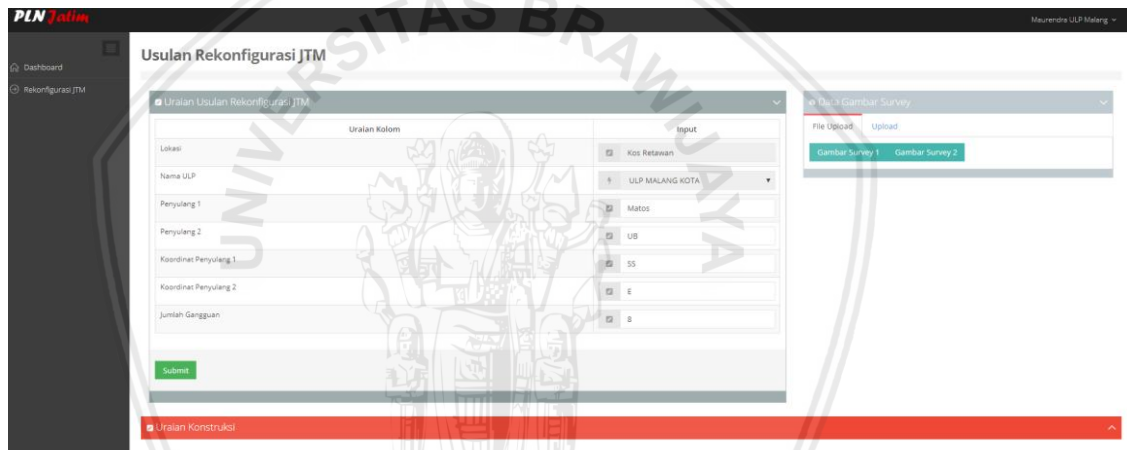 PLN Jatim
Maurendra ULP Malang
Dashboard
Rekonfigurasi JTM
Usulan Rekonfigurasi JTM
Uraian Usulan Rekonfigurasi JTM
Uraian Kolom Input
Lokasi Kos Retawan
Nama ULP ULP MALANG KOTA
Penyulang 1 Matos
Penyulang 2 UB
Koordinat Penyulang 1 SS
Koordinat Penyulang 2 E
Jumlah Gangguan 8
Submit
Data Gambar Survey
File Upload Upload
Gambar Survey 1 Gambar Survey 2
Uraian Konstruksi
UNIVERSITAS BRAWIJAYA